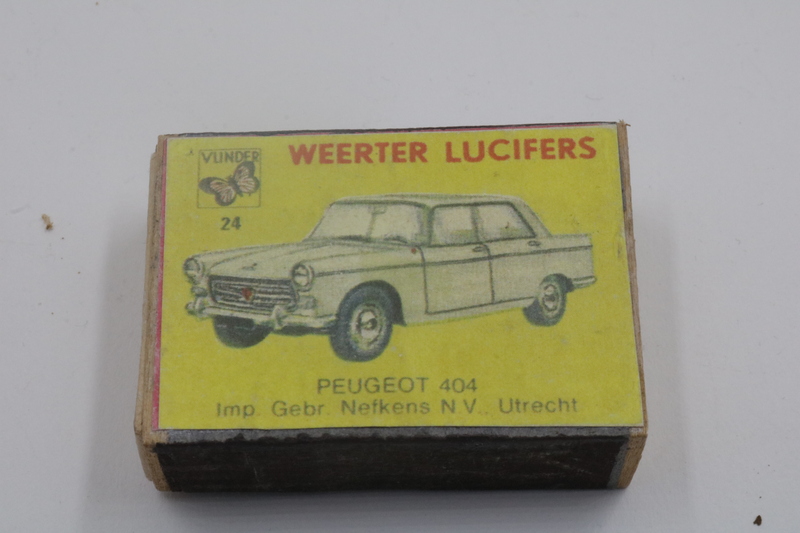 VLINDER
WEERTER LUCIFERS
24
PEUGEOT 404
Imp. Gebr. Nefkens N.V., Utrecht